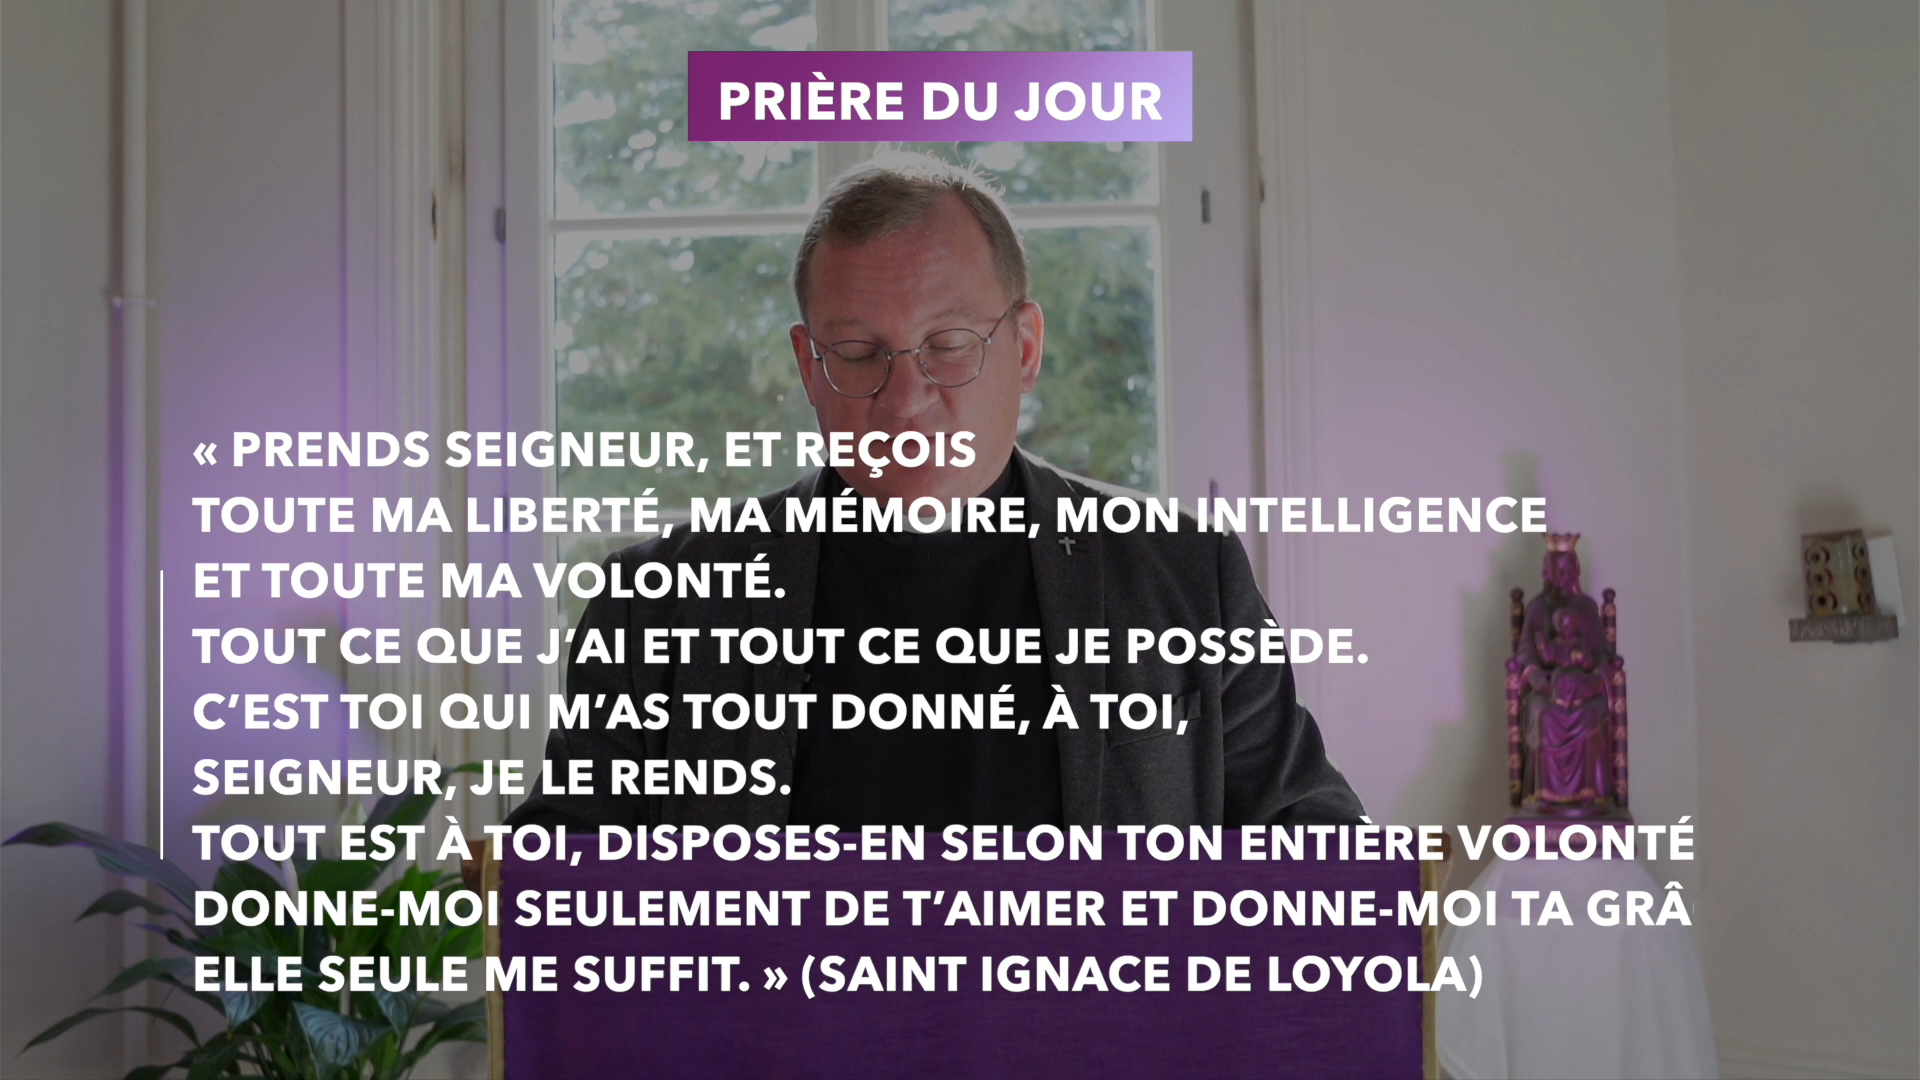 PRIÈRE DU JOUR
« PRENDS SEIGNEUR, ET REÇOIS
TOUTE MA LIBERTÉ, MA MÉMOIRE, MON INTELLIGENCE
ET TOUTE MA VOLONTÉ.
TOUT CE QUE J’AI ET TOUT CE QUE JE POSSÈDE.
C’EST TOI QUI M’AS TOUT DONNÉ, À TOI,
SEIGNEUR, JE LE RENDS.
TOUT EST À TOI, DISPOSES-EN SELON TON ENTIÈRE VOLONTÉ
DONNE-MOI SEULEMENT DE T’AIMER ET DONNE-MOI TA GRÂ
ELLE SEULE ME SUFFIT. » (SAINT IGNACE DE LOYOLA)